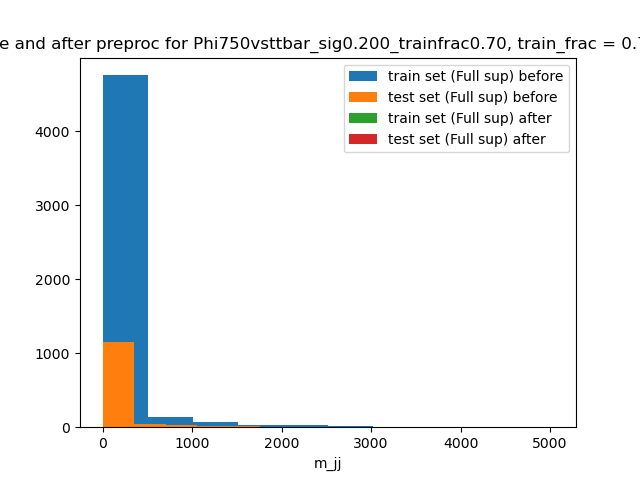 e and after preproc for Phi750vsttbar_sig0.200_trainfrac0.70, train_frac = 0.
train set (Full sup) before
test set (Full sup) before
train set (Full sup) after
test set (Full sup) after
4000
3000
2000
1000
0
0 1000 2000 3000 4000 5000
m_jj